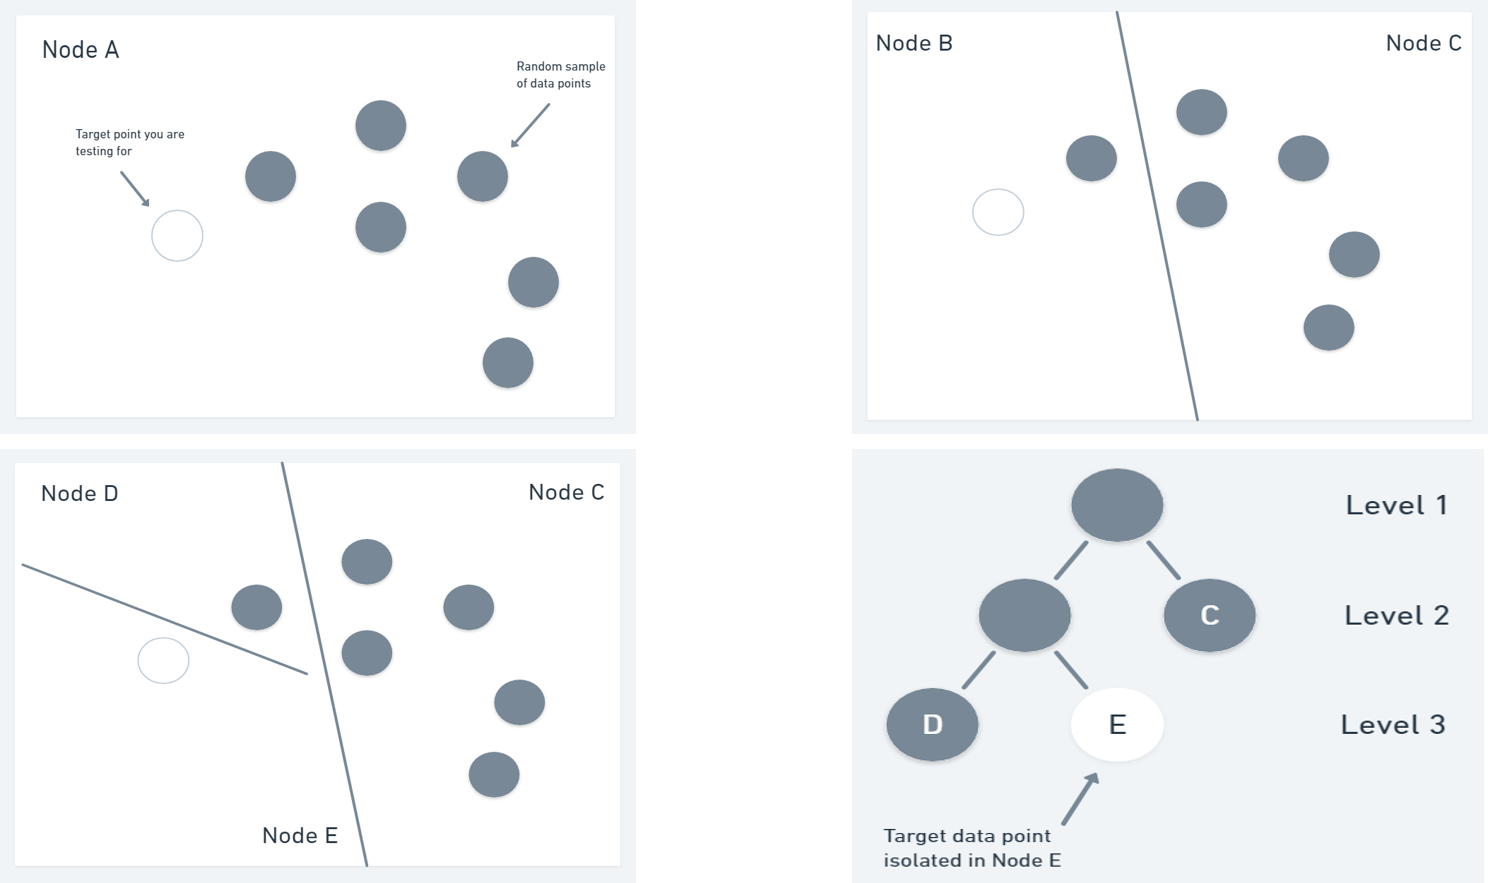 Node A
Random sample
of data points
Target point you are
testing for
Node B
Node C
Node D
Node C
Node E
Level 1
C
Level 2
D
E
Level 3
Target data point
isolated in Node E